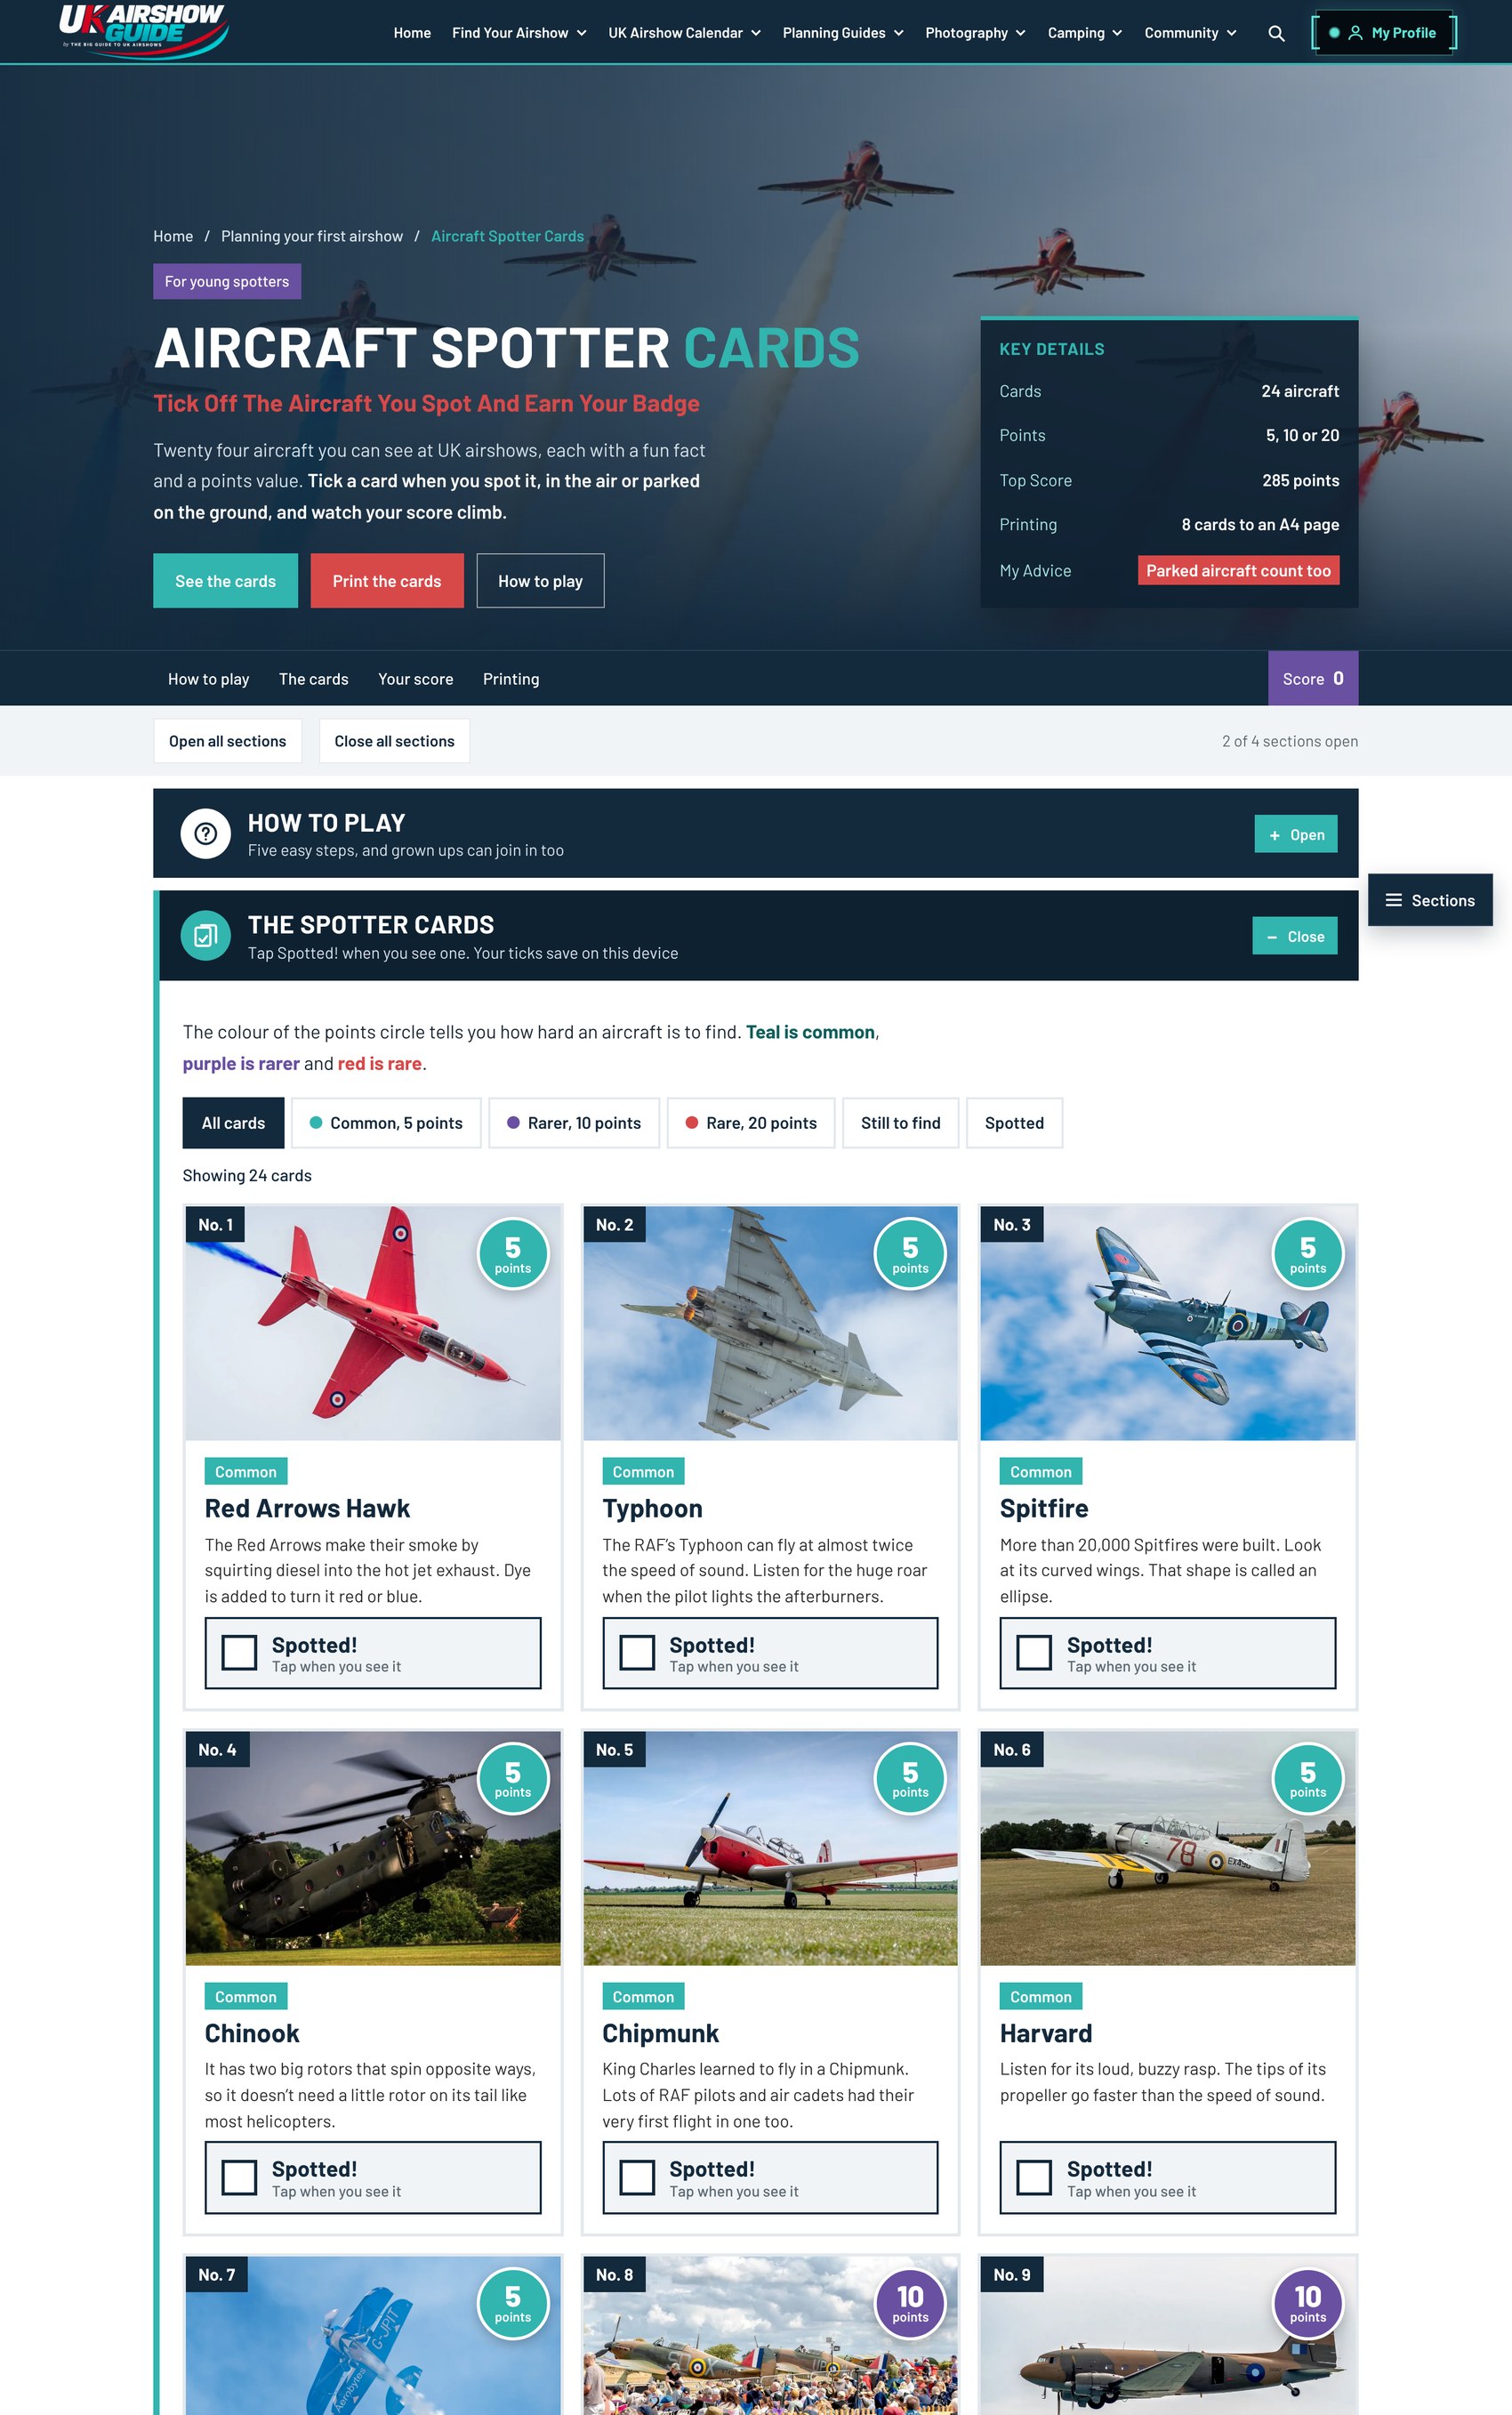 UK AIRSHOW
GUIDE
by THE BIG GUIDE TO UK AIRSHOWS
Home
Find Your Airshow
UK Airshow Calendar
Planning Guides
Photography
Camping
Community
My Profile
Home / Planning your first airshow / Aircraft Spotter Cards
For young spotters
AIRCRAFT SPOTTER CARDS
Tick Off The Aircraft You Spot And Earn Your Badge
Twenty four aircraft you can see at UK airshows, each with a fun fact
and a points value. Tick a card when you spot it, in the air or parked
on the ground, and watch your score climb.
See the cards
Print the cards
How to play
KEY DETAILS
Cards 24 aircraft
Points 5, 10 or 20
Top Score 285 points
Printing 8 cards to an A4 page
My Advice Parked aircraft count too
How to play
The cards
Your score
Printing
Score 0
Open all sections
Close all sections
2 of 4 sections open
HOW TO PLAY
Five easy steps, and grown ups can join in too
+ Open
Sections
THE SPOTTER CARDS
Tap Spotted! when you see one. Your ticks save on this device
− Close
The colour of the points circle tells you how hard an aircraft is to find. Teal is common,
purple is rarer and red is rare.
All cards
Common, 5 points
Rarer, 10 points
Rare, 20 points
Still to find
Spotted
Showing 24 cards
No. 1
5
points
Common
Red Arrows Hawk
The Red Arrows make their smoke by
squirting diesel into the hot jet exhaust. Dye
is added to turn it red or blue.
Spotted!
Tap when you see it
No. 2
5
points
Common
Typhoon
The RAF’s Typhoon can fly at almost twice
the speed of sound. Listen for the huge roar
when the pilot lights the afterburners.
Spotted!
Tap when you see it
No. 3
5
points
Common
Spitfire
More than 20,000 Spitfires were built. Look
at its curved wings. That shape is called an
ellipse.
Spotted!
Tap when you see it
No. 4
5
points
Common
Chinook
It has two big rotors that spin opposite ways,
so it doesn’t need a little rotor on its tail like
most helicopters.
Spotted!
Tap when you see it
No. 5
5
points
Common
Chipmunk
King Charles learned to fly in a Chipmunk.
Lots of RAF pilots and air cadets had their
very first flight in one too.
Spotted!
Tap when you see it
No. 6
5
points
78
Common
Harvard
Listen for its loud, buzzy rasp. The tips of its
propeller go faster than the speed of sound.
Spotted!
Tap when you see it
No. 7
5
points
G-JPIT
Aerobytes
No. 8
10
points
No. 9
10
points